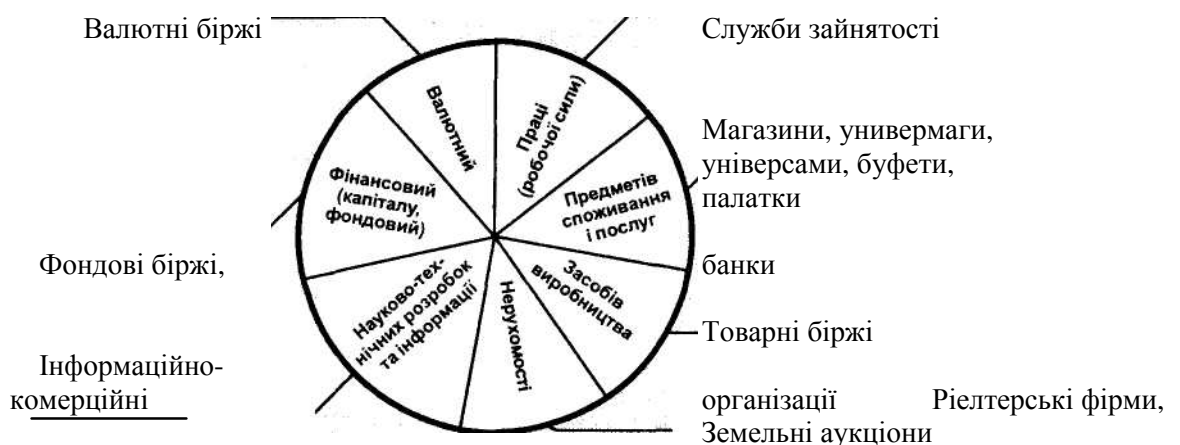 Валютні біржі
Служби зайнятості
Валютний
Праці
(робочої сили)
Магазини, универмаги,
універсами, буфети,
палатки
Фінансовий
(капіталу,
фондовий)
Предметів
споживання
і послуг
Фондові біржі,
банки
Науково-тех-
нічних розробок
та інформації
Нерухомості
Засобів
виробництва
Товарні біржі
Інформаційно-
комерційні
організації
Ріелтерські фірми,
Земельні аукціони